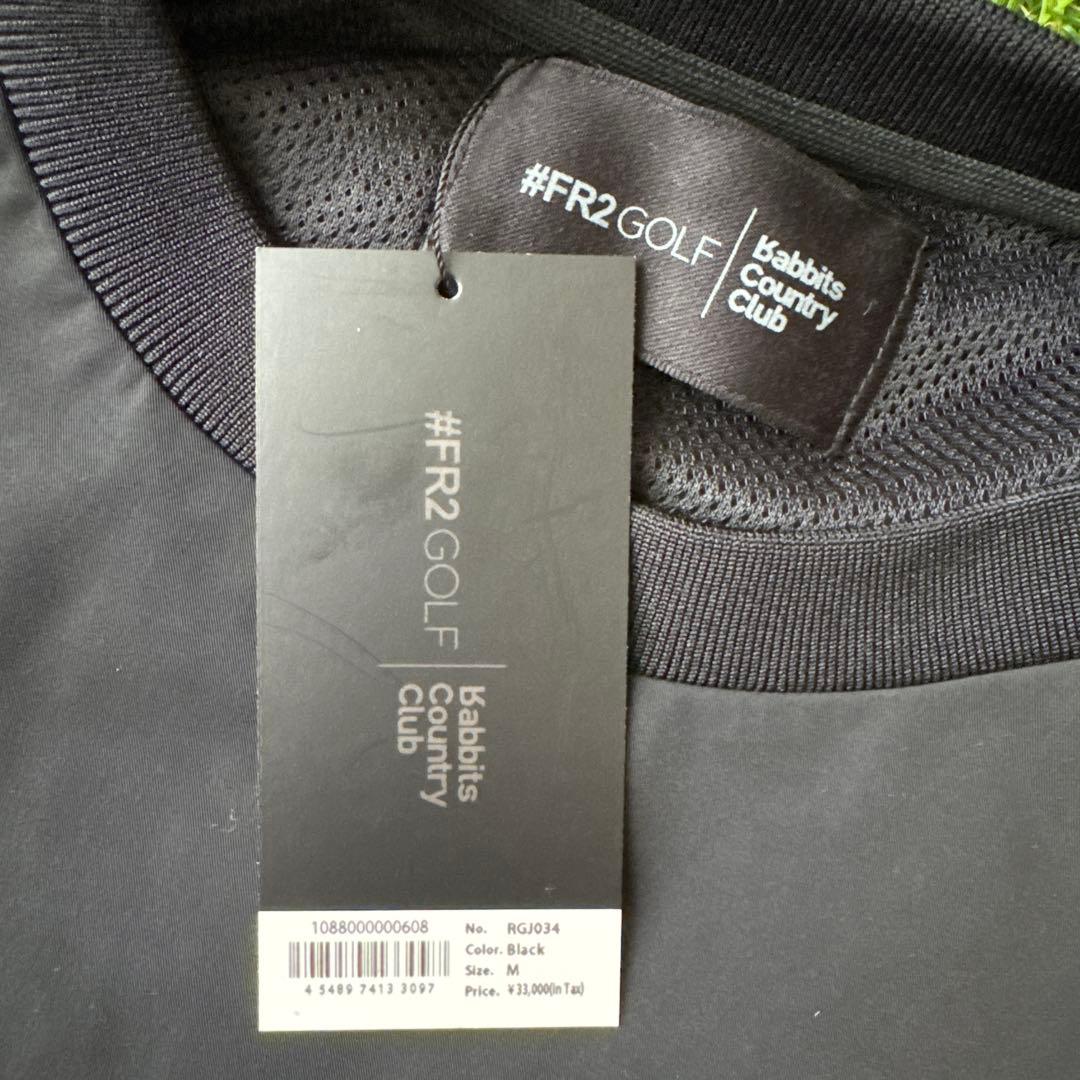 #FR2GOLF
Rabbits
Country
Club
#FR2GOLF
Rabbits
Country
Club
1088000000608
4 5489 7413 3097
No. RGJ034
Color. Black
Size. M
Price. ¥33,000(in Tax)